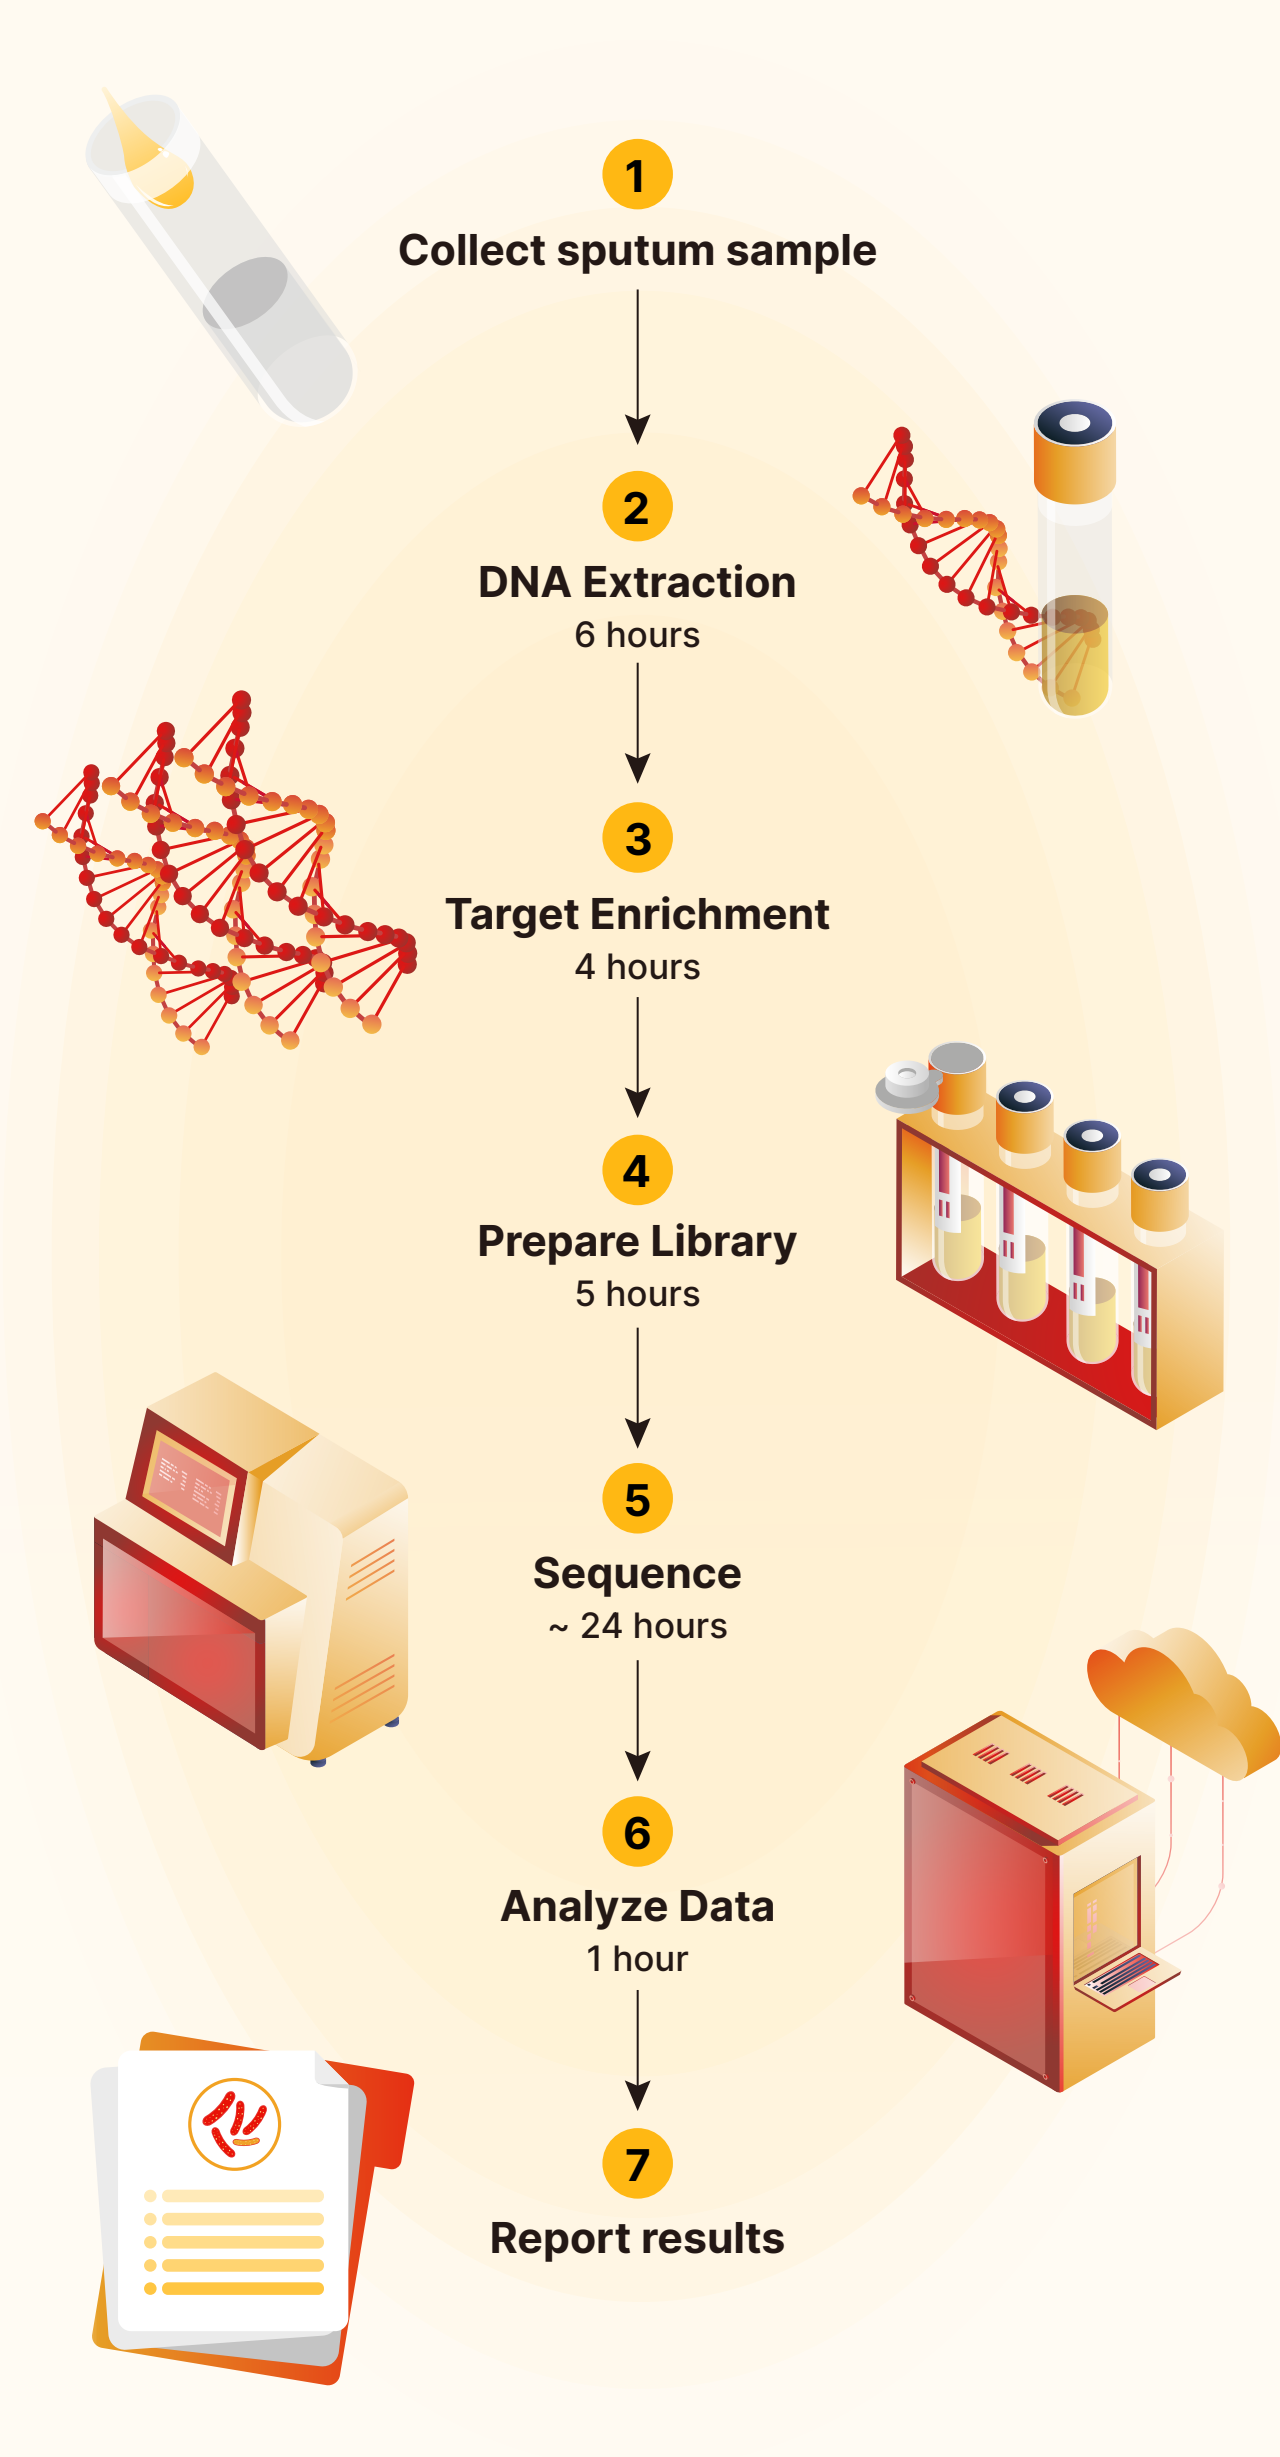 1
Collect sputum sample
2
DNA Extraction
6 hours
3
Target Enrichment
4 hours
4
Prepare Library
5 hours
5
Sequence
~ 24 hours
6
Analyze Data
1 hour
7
Report results